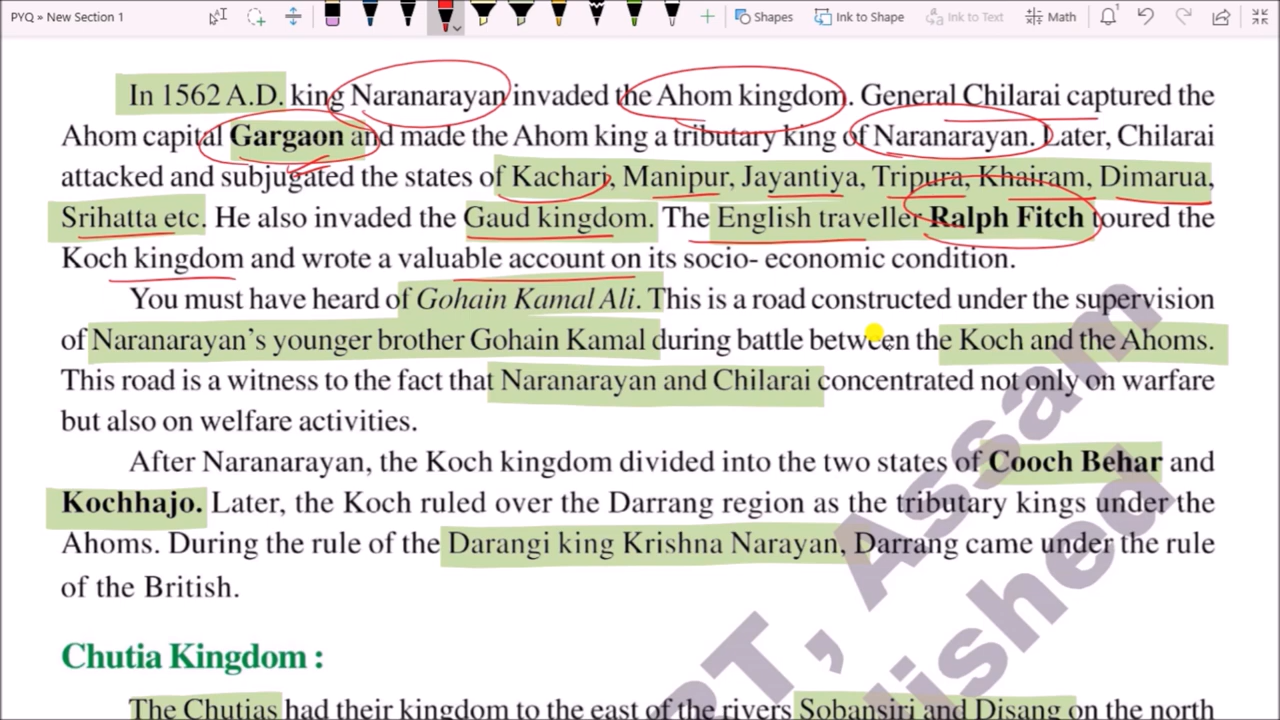 PYQ » New Section 1
Shapes
Ink to Shape
Ink to Text
Math
In 1562 A.D. king Naranarayan invaded the Ahom kingdom. General Chilarai captured the
Ahom capital Gargaon and made the Ahom king a tributary king of Naranarayan. Later, Chilarai
attacked and subjugated the states of Kachari, Manipur, Jayantiya, Tripura, Khairam, Dimarua,
Srihatta etc. He also invaded the Gaud kingdom. The English traveller Ralph Fitch toured the
Koch kingdom and wrote a valuable account on its socio- economic condition.
You must have heard of Gohain Kamal Ali. This is a road constructed under the supervision
of Naranarayan's younger brother Gohain Kamal during battle between the Koch and the Ahoms.
This road is a witness to the fact that Naranarayan and Chilarai concentrated not only on warfare
but also on welfare activities.
After Naranarayan, the Koch kingdom divided into the two states of Cooch Behar and
Kochhajo. Later, the Koch ruled over the Darrang region as the tributary kings under the
Ahoms. During the rule of the Darangi king Krishna Narayan, Darrang came under the rule
of the British.
Chutia Kingdom :
The Chutias had their kingdom to the east of the rivers Sobansiri and Disang on the north